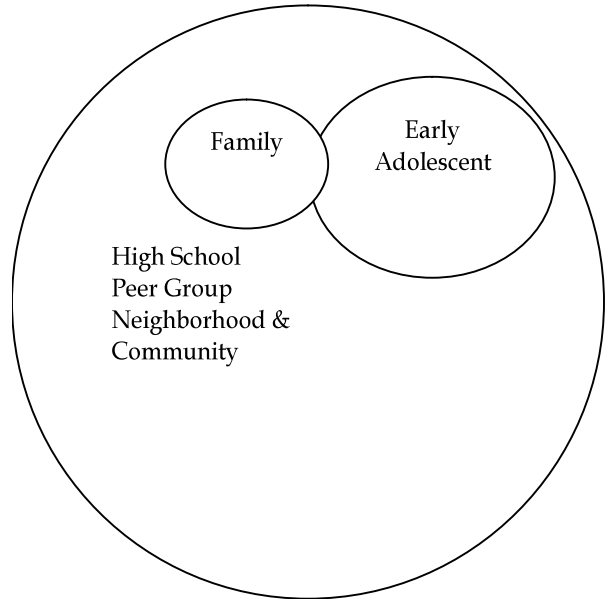 Family
Early
Adolescent
High School
Peer Group
Neighborhood &
Community